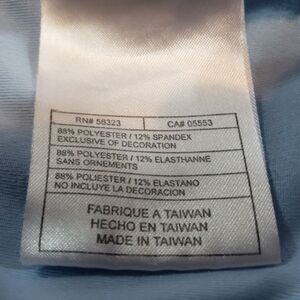 RN# 56323 CA# 05553
88% POLYESTER / 12% SPANDEX
EXCLUSIVE OF DECORATION
88% POLYESTER / 12% ELASTHANNE
SANS ORNEMENTS
88% POLIESTER / 12% ELASTANO
NO INCLUYE LA DECORACION
FABRIQUE A TAIWAN
HECHO EN TAIWAN
MADE IN TAIWAN